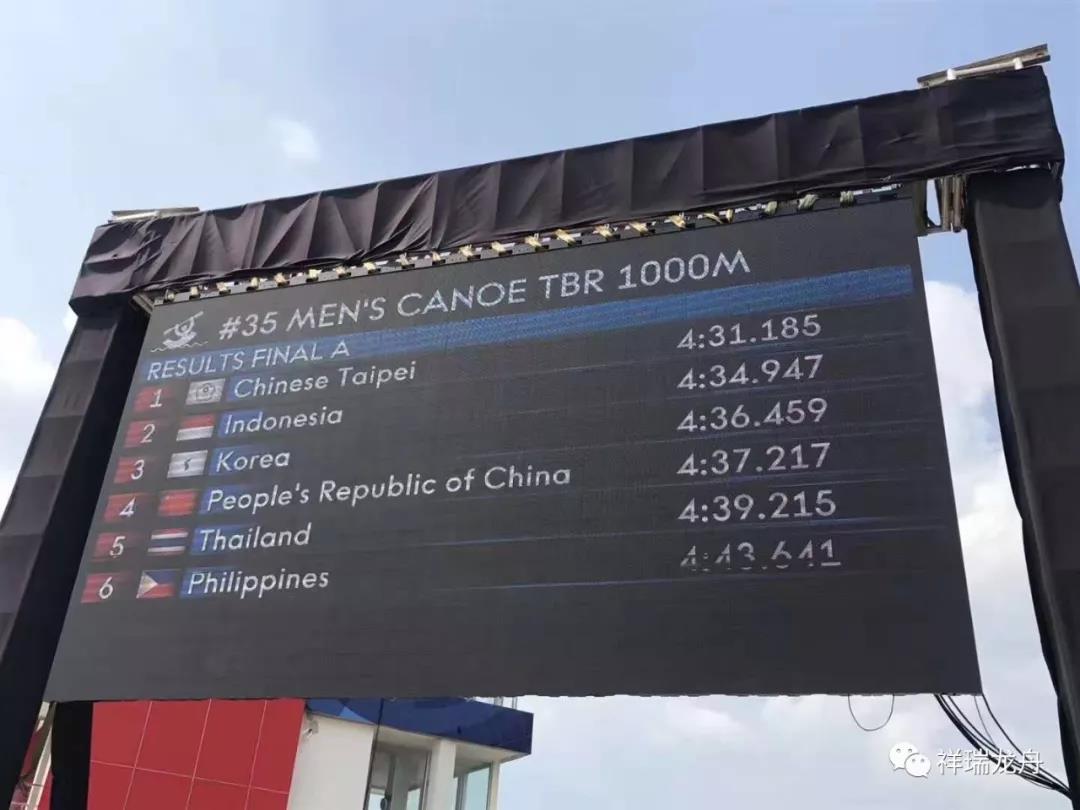 #35 MEN'S CANOE TBR 1000M
RESULTS FINAL A
1 Chinese Taipei 4:31.185
2 Indonesia 4:34.947
3 Korea 4:36.459
4 People's Republic of China 4:37.217
5 Thailand 4:39.215
6 Philippines 4:43.641
祥瑞龙舟